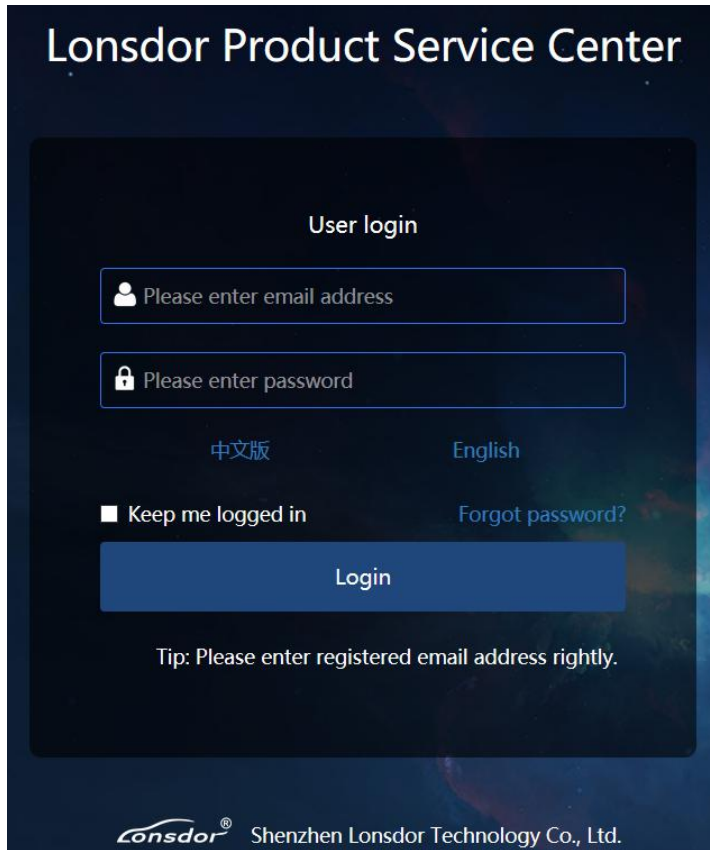 Lonsdor Product Service Center
User login
Please enter email address
Please enter password
中文版 English
Keep me logged in Forgot password?
Login
Tip: Please enter registered email address rightly.
Lonsdor® Shenzhen Lonsdor Technology Co., Ltd.